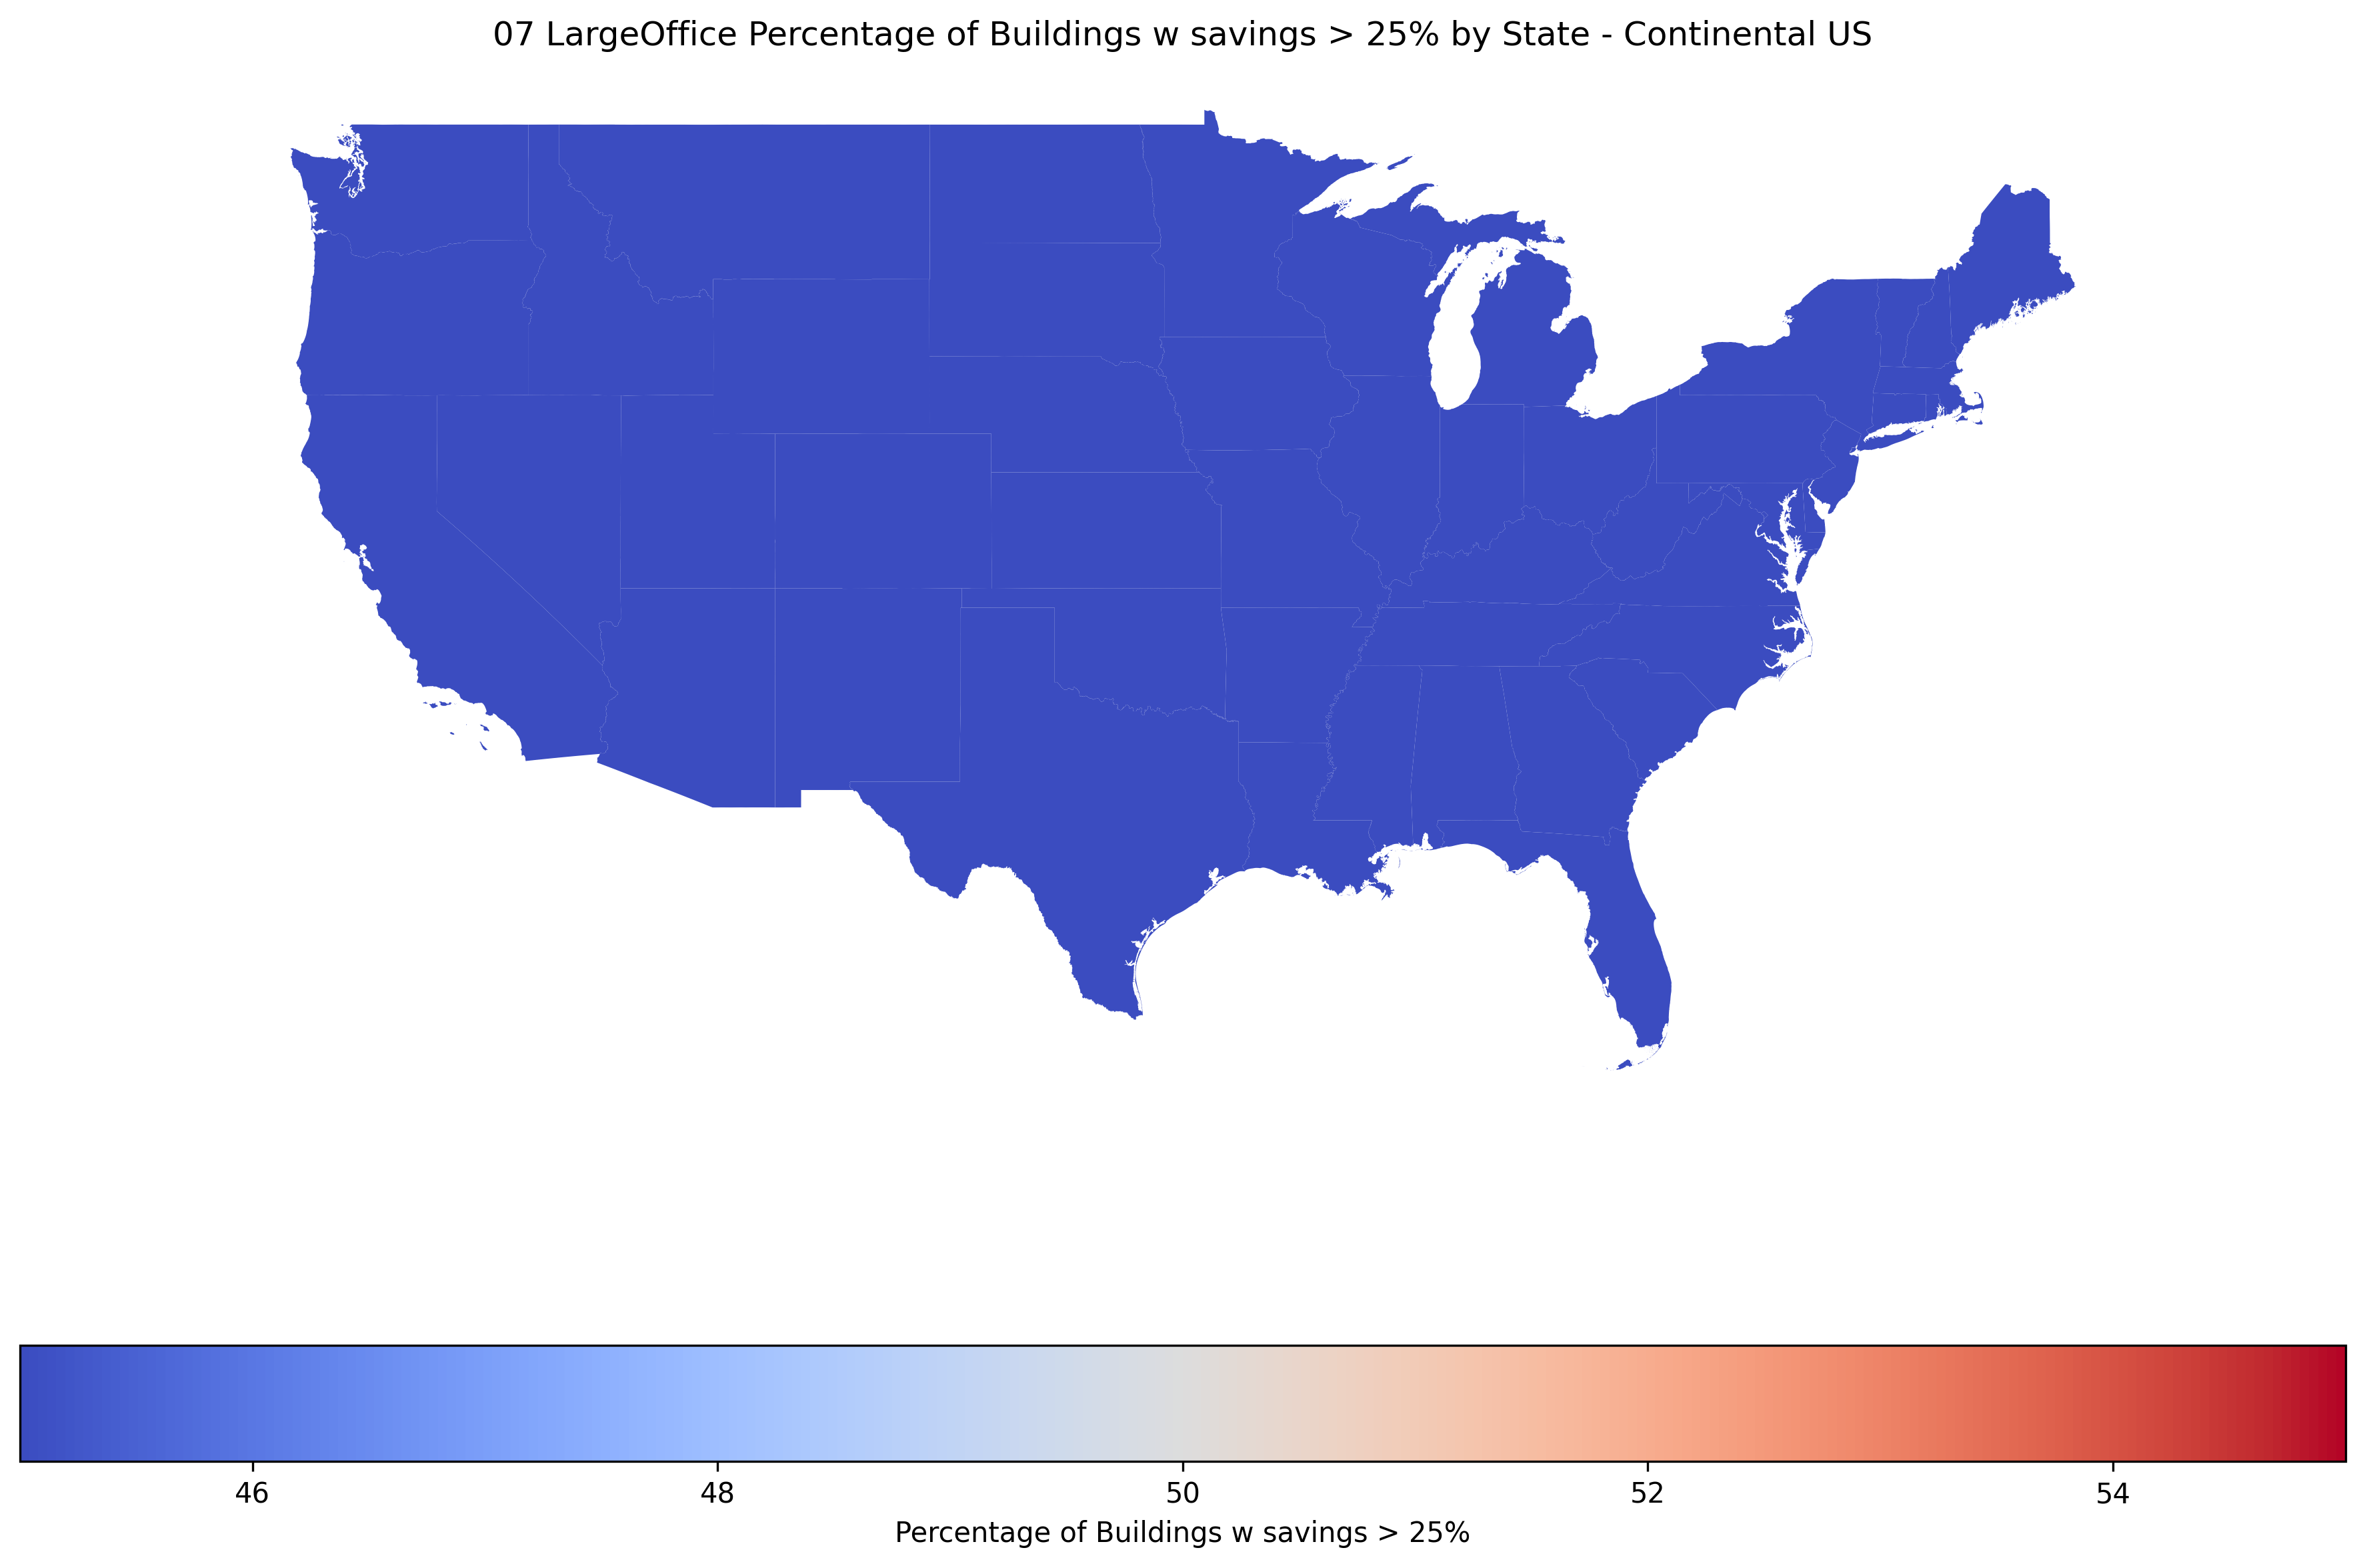 07 LargeOffice Percentage of Buildings w savings > 25% by State - Continental US
46 48 50 52 54
Percentage of Buildings w savings > 25%